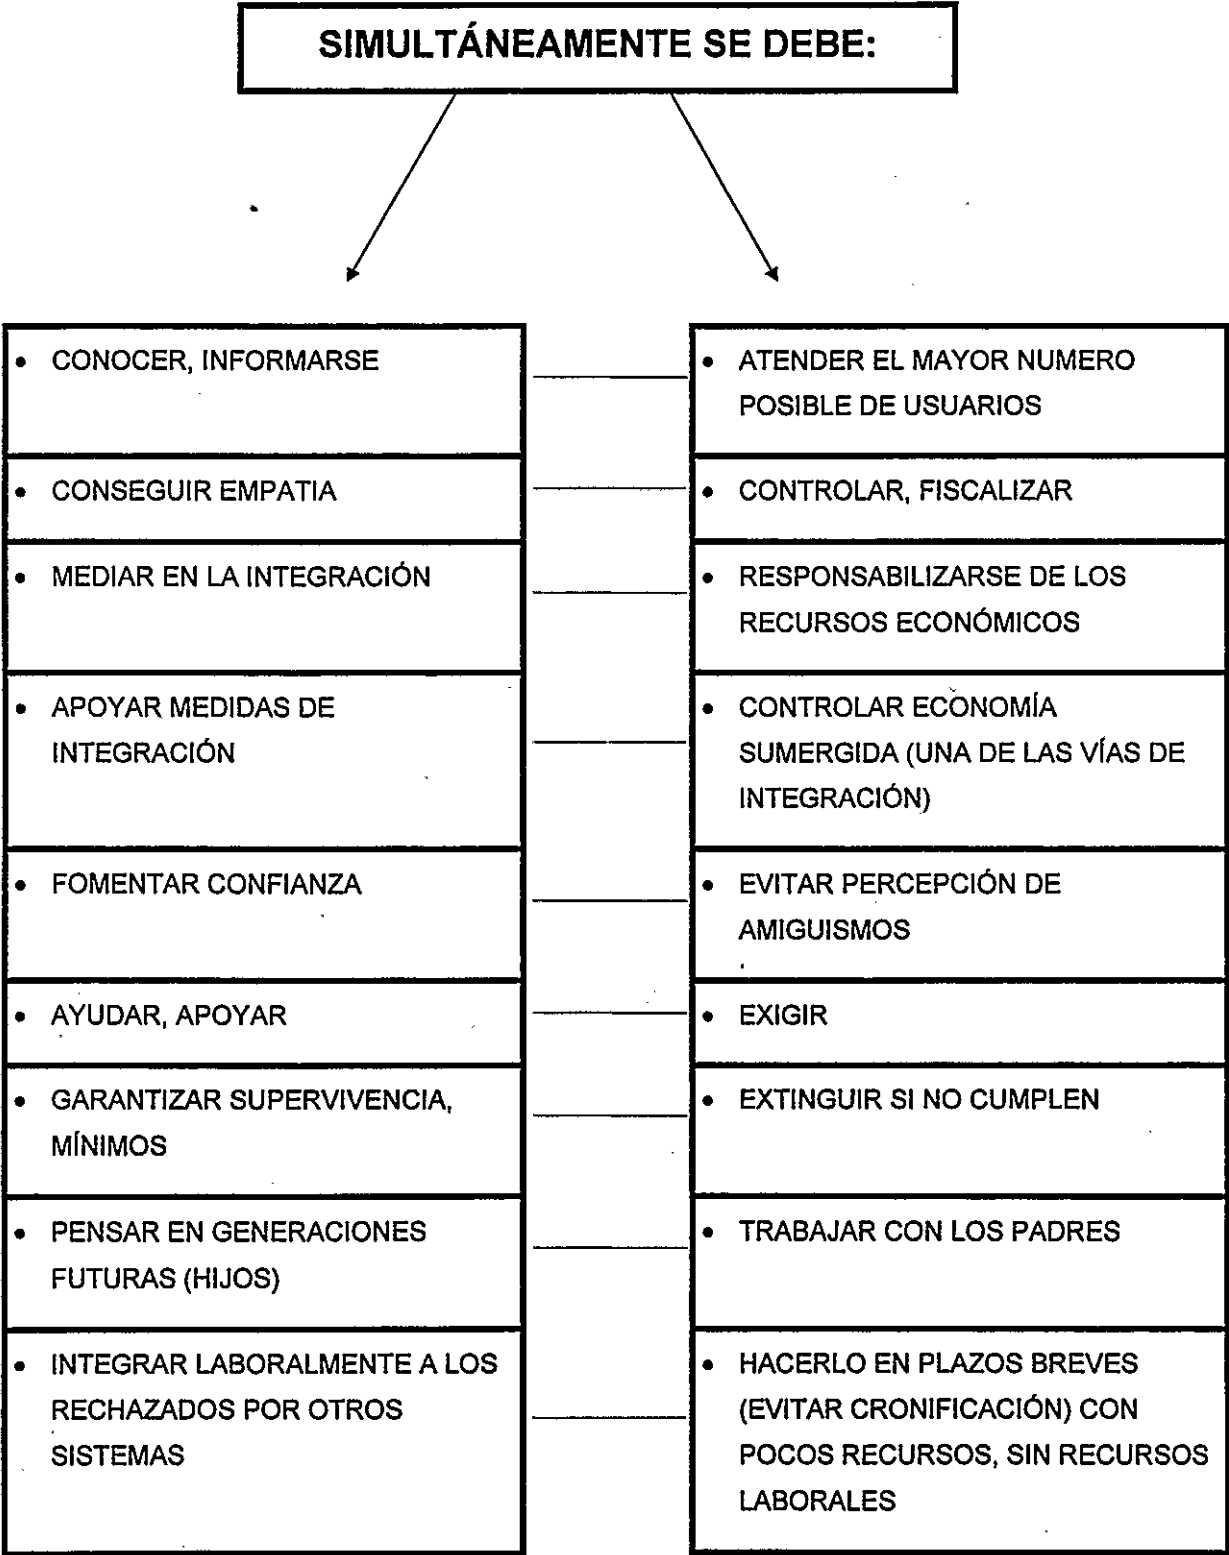 SIMULTÁNEAMENTE SE DEBE:
• CONOCER, INFORMARSE
• ATENDER EL MAYOR NUMERO
POSIBLE DE USUARIOS
• CONSEGUIR EMPATIA
• CONTROLAR, FISCALIZAR
• MEDIAR EN LA INTEGRACIÓN
• RESPONSABILIZARSE DE LOS
RECURSOS ECONÓMICOS
• APOYAR MEDIDAS DE
INTEGRACIÓN
• CONTROLAR ECONOMÍA
SUMERGIDA (UNA DE LAS VÍAS DE
INTEGRACIÓN)
• FOMENTAR CONFIANZA
• EVITAR PERCEPCIÓN DE
AMIGUISMOS
• AYUDAR, APOYAR
• EXIGIR
• GARANTIZAR SUPERVIVENCIA,
MÍNIMOS
• EXTINGUIR SI NO CUMPLEN
• PENSAR EN GENERACIONES
FUTURAS (HIJOS)
• TRABAJAR CON LOS PADRES
• INTEGRAR LABORALMENTE A LOS
RECHAZADOS POR OTROS
SISTEMAS
• HACERLO EN PLAZOS BREVES
(EVITAR CRONIFICACIÓN) CON
POCOS RECURSOS, SIN RECURSOS
LABORALES